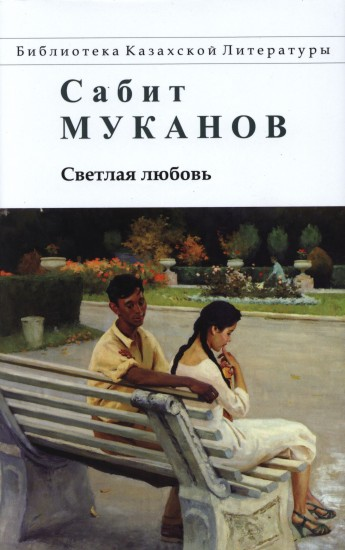 Библиотека Казахской Литературы
Сабит
МУКАНОВ
Светлая любовь